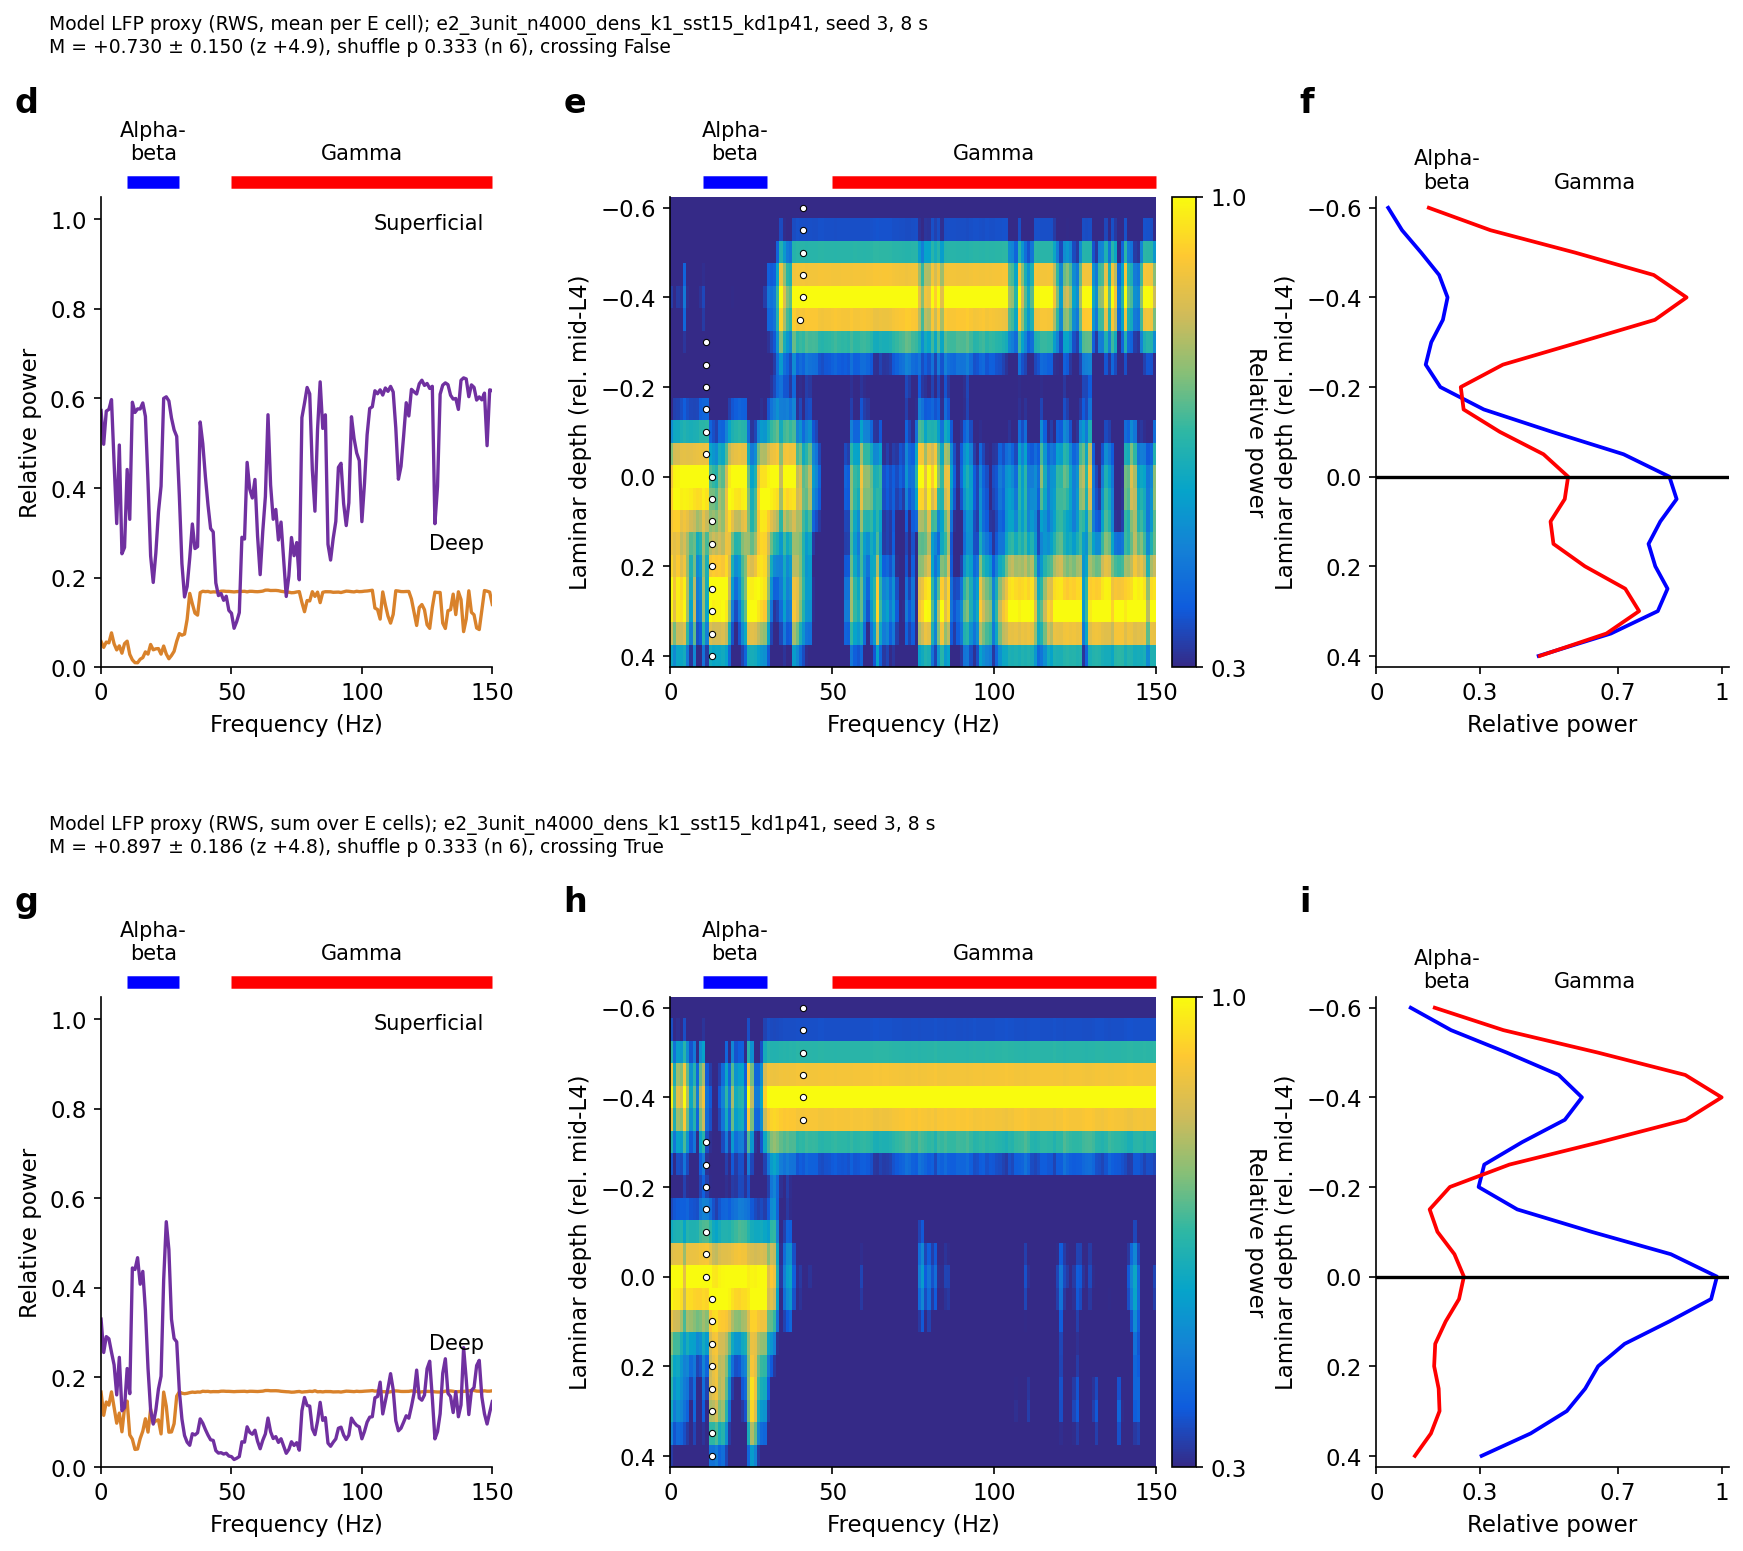 Model LFP proxy (RWS, mean per E cell); e2_3unit_n4000_dens_k1_sst15_kd1p41, seed 3, 8 s
M = +0.730 ± 0.150 (z +4.9), shuffle p 0.333 (n 6), crossing False
d
Alpha-
beta
Gamma
Superficial
Deep
Relative power
1.0
0.8
0.6
0.4
0.2
0.0
0
50
100
150
Frequency (Hz)
e
Alpha-
beta
Gamma
Laminar depth (rel. mid-L4)
−0.6
−0.4
−0.2
0.0
0.2
0.4
0
50
100
150
Frequency (Hz)
1.0
0.3
Relative power
f
Alpha-
beta
Gamma
Laminar depth (rel. mid-L4)
−0.6
−0.4
−0.2
0.0
0.2
0.4
0
0.3
0.7
1
Relative power
Model LFP proxy (RWS, sum over E cells); e2_3unit_n4000_dens_k1_sst15_kd1p41, seed 3, 8 s
M = +0.897 ± 0.186 (z +4.8), shuffle p 0.333 (n 6), crossing True
g
Alpha-
beta
Gamma
Superficial
Deep
Relative power
1.0
0.8
0.6
0.4
0.2
0.0
0
50
100
150
Frequency (Hz)
h
Alpha-
beta
Gamma
Laminar depth (rel. mid-L4)
−0.6
−0.4
−0.2
0.0
0.2
0.4
0
50
100
150
Frequency (Hz)
1.0
0.3
Relative power
i
Alpha-
beta
Gamma
Laminar depth (rel. mid-L4)
−0.6
−0.4
−0.2
0.0
0.2
0.4
0
0.3
0.7
1
Relative power